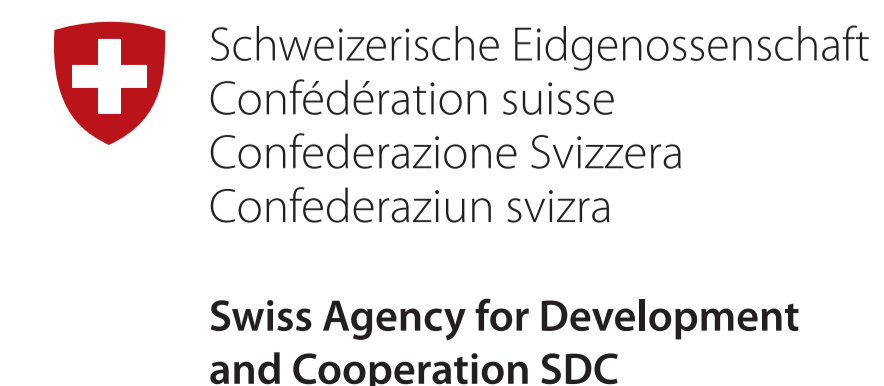 Schweizerische Eidgenossenschaft
Confédération suisse
Confederazione Svizzera
Confederaziun svizra
Swiss Agency for Development
and Cooperation SDC